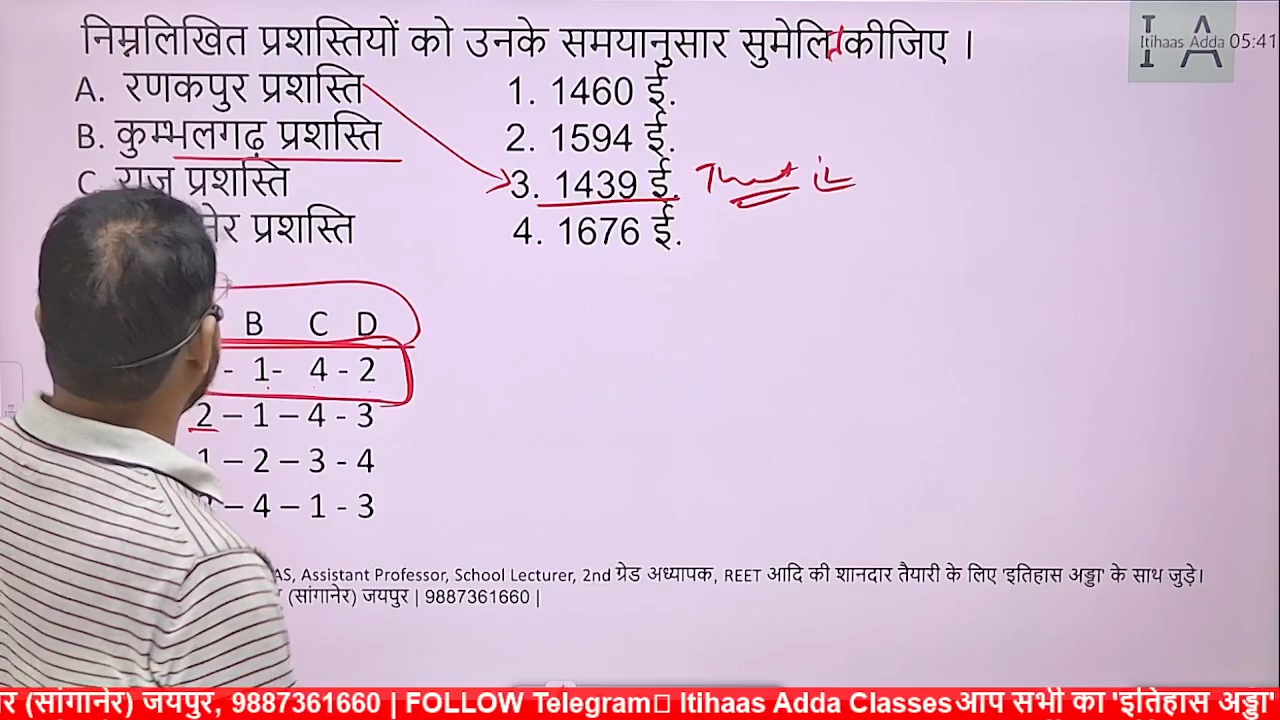 निम्नलिखित प्रशस्तियों को उनके समयानुसार सुमेलि कीजिए ।
Itihaas Adda 05:41
I A
A. रणकपुर प्रशस्ति 1. 1460 ई.
B. कुम्भलगढ़ प्रशस्ति 2. 1594 ई.
C राज प्रशस्ति 3. 1439 ई.
नेर प्रशस्ति 4. 1676 ई.
B C D
- 1- 4 - 2
2 – 1 – 4 - 3
1 – 2 – 3 - 4
– 4 – 1 - 3
AS, Assistant Professor, School Lecturer, 2nd ग्रेड अध्यापक, REET आदि की शानदार तैयारी के लिए 'इतिहास अड्डा' के साथ जुड़े।
(सांगानेर) जयपुर | 9887361660 |
र (सांगानेर) जयपुर, 9887361660 | FOLLOW Telegram Itihaas Adda Classes आप सभी का 'इतिहास अड्डा'